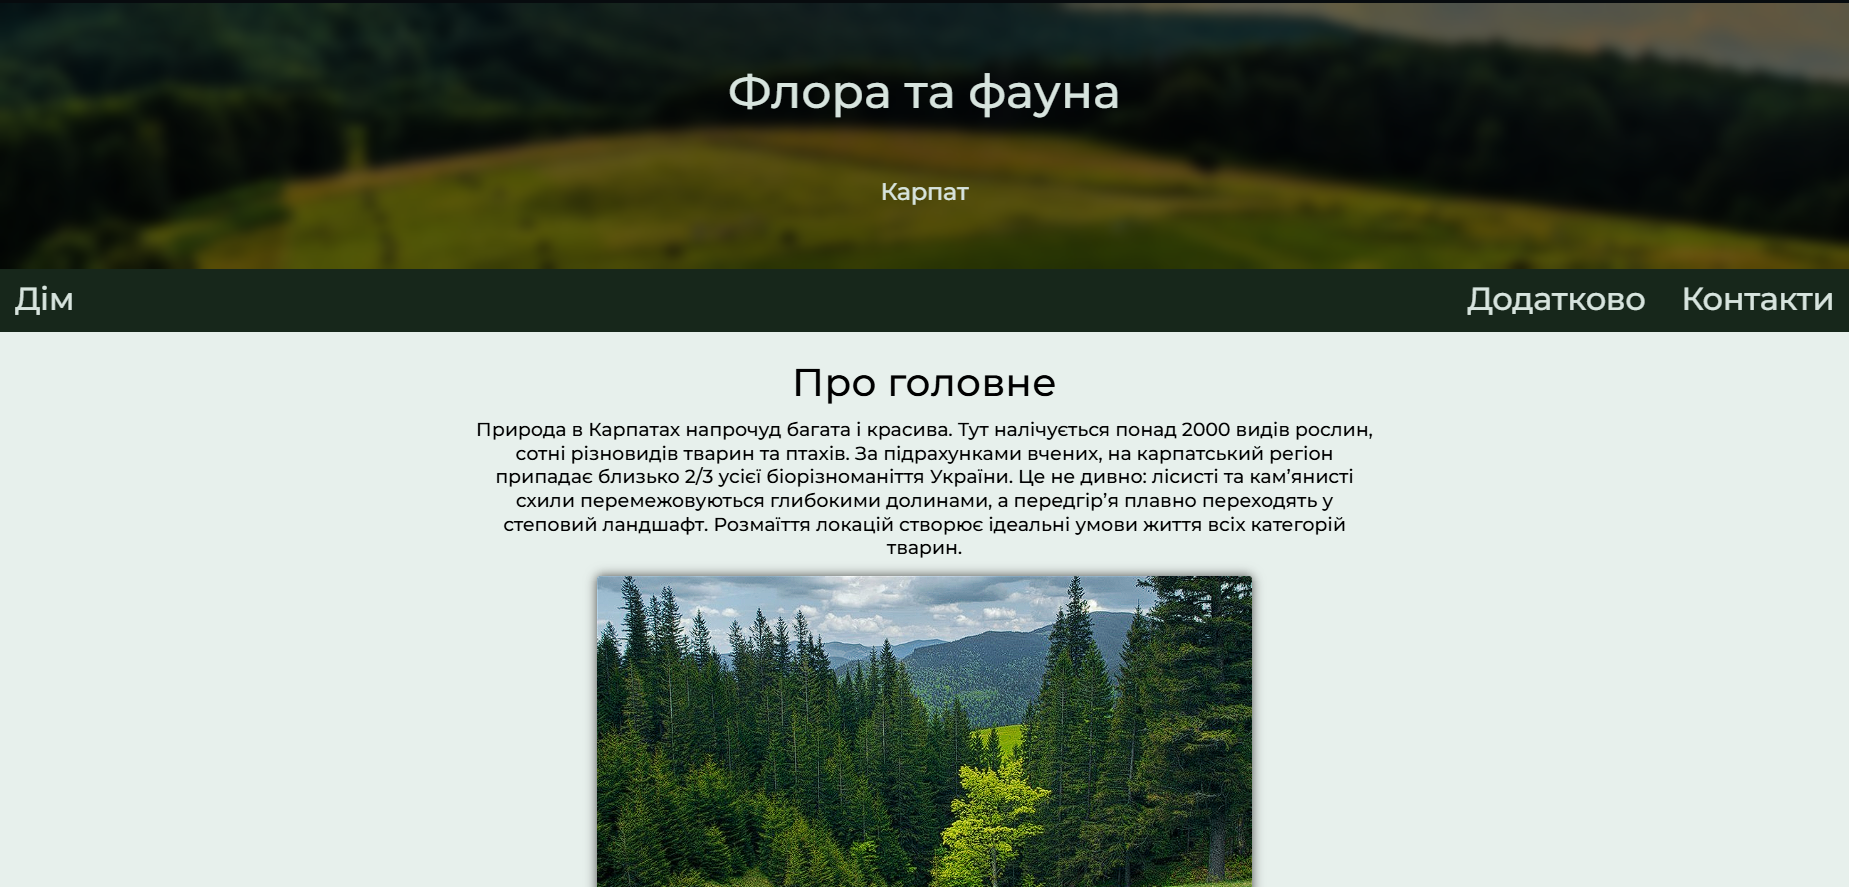 Флора та фауна
Карпат
Дім
Додатково
Контакти
Про головне
Природа в Карпатах напрочуд багата і красива. Тут налічується понад 2000 видів рослин,
сотні різновидів тварин та птахів. За підрахунками вчених, на карпатський регіон
припадає близько 2/3 усієї біорізноманіття України. Це не дивно: лісисті та кам’янисті
схили перемежовуються глибокими долинами, а передгір’я плавно переходять у
степовий ландшафт. Розмаїття локацій створює ідеальні умови життя всіх категорій
тварин.